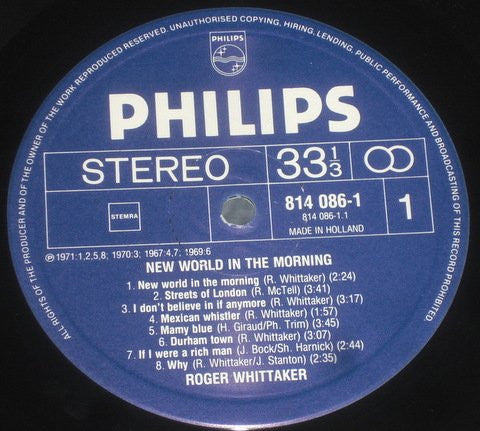 ALL RIGHTS OF THE PRODUCER AND OF THE OWNER OF THE WORK REPRODUCED RESERVED. UNAUTHORISED COPYING, HIRING, LENDING, PUBLIC PERFORMANCE AND BROADCASTING OF THIS RECORD PROHIBITED.
PHILIPS
PHILIPS
STEREO
33 1/3
STEMRA
814 086-1
814 086-1.1
MADE IN HOLLAND
1
Ⓟ 1971:1,2,5,8; 1970:3; 1967:4,7; 1969:6
NEW WORLD IN THE MORNING
1. New world in the morning (R. Whittaker) (2:24)
2. Streets of London (R. McTell) (3:41)
3. I don't believe in if anymore (R. Whittaker) (3:17)
4. Mexican whistler (R. Whittaker) (1:57)
5. Mamy blue (H. Giraud/Ph. Trim) (3:45)
6. Durham town (R. Whittaker) (3:07)
7. If I were a rich man (J. Bock/Sh. Harnick) (2:44)
8. Why (R. Whittaker/J. Stanton) (2:35)
ROGER WHITTAKER